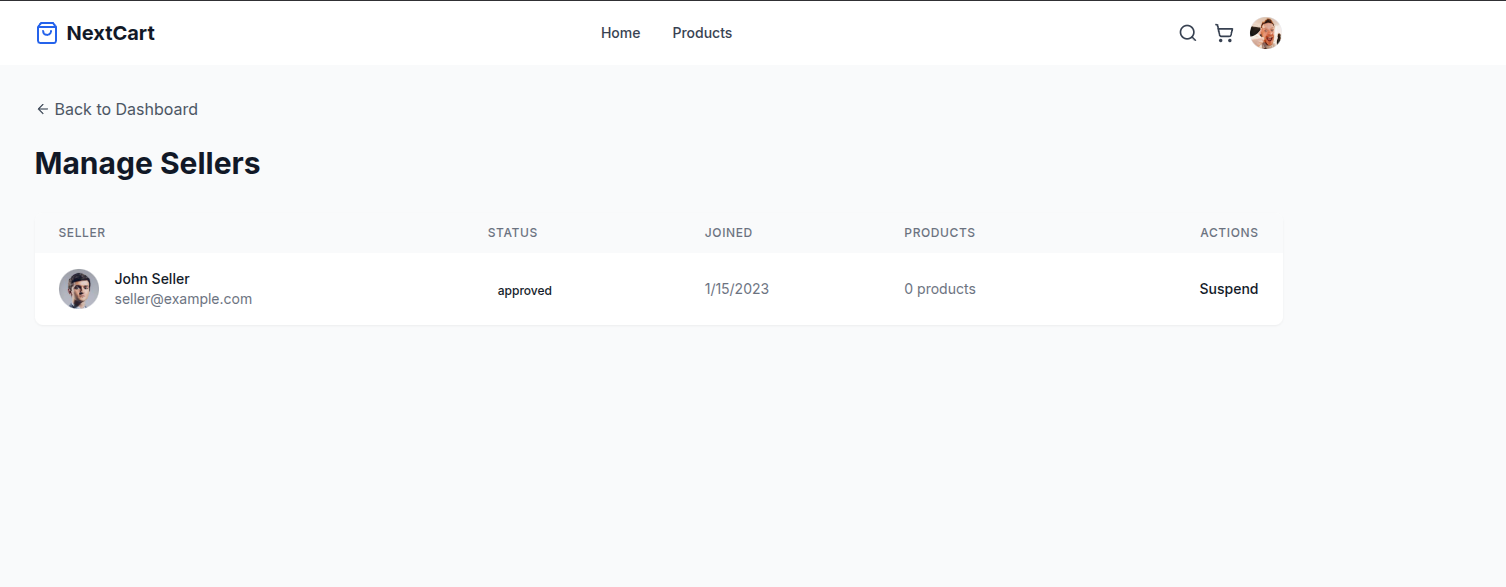 NextCart Home Products
Back to Dashboard
Manage Sellers
SELLER STATUS JOINED PRODUCTS ACTIONS
John Seller
seller@example.com
approved 1/15/2023 0 products Suspend